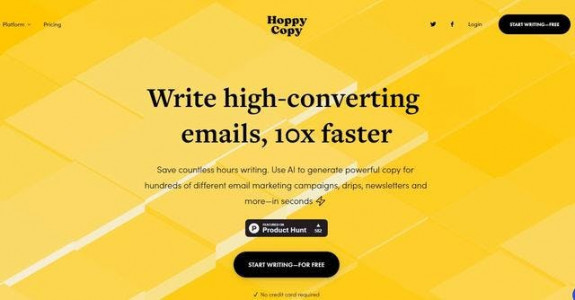 Platform
Pricing
Hoppy
Copy
Login
START WRITING—FREE
Write high-converting
emails, 10x faster
Save countless hours writing. Use AI to generate powerful copy for
hundreds of different email marketing campaigns, drips, newsletters and
more—in seconds
FEATURED ON
Product Hunt
START WRITING—FOR FREE
✓ No credit card required